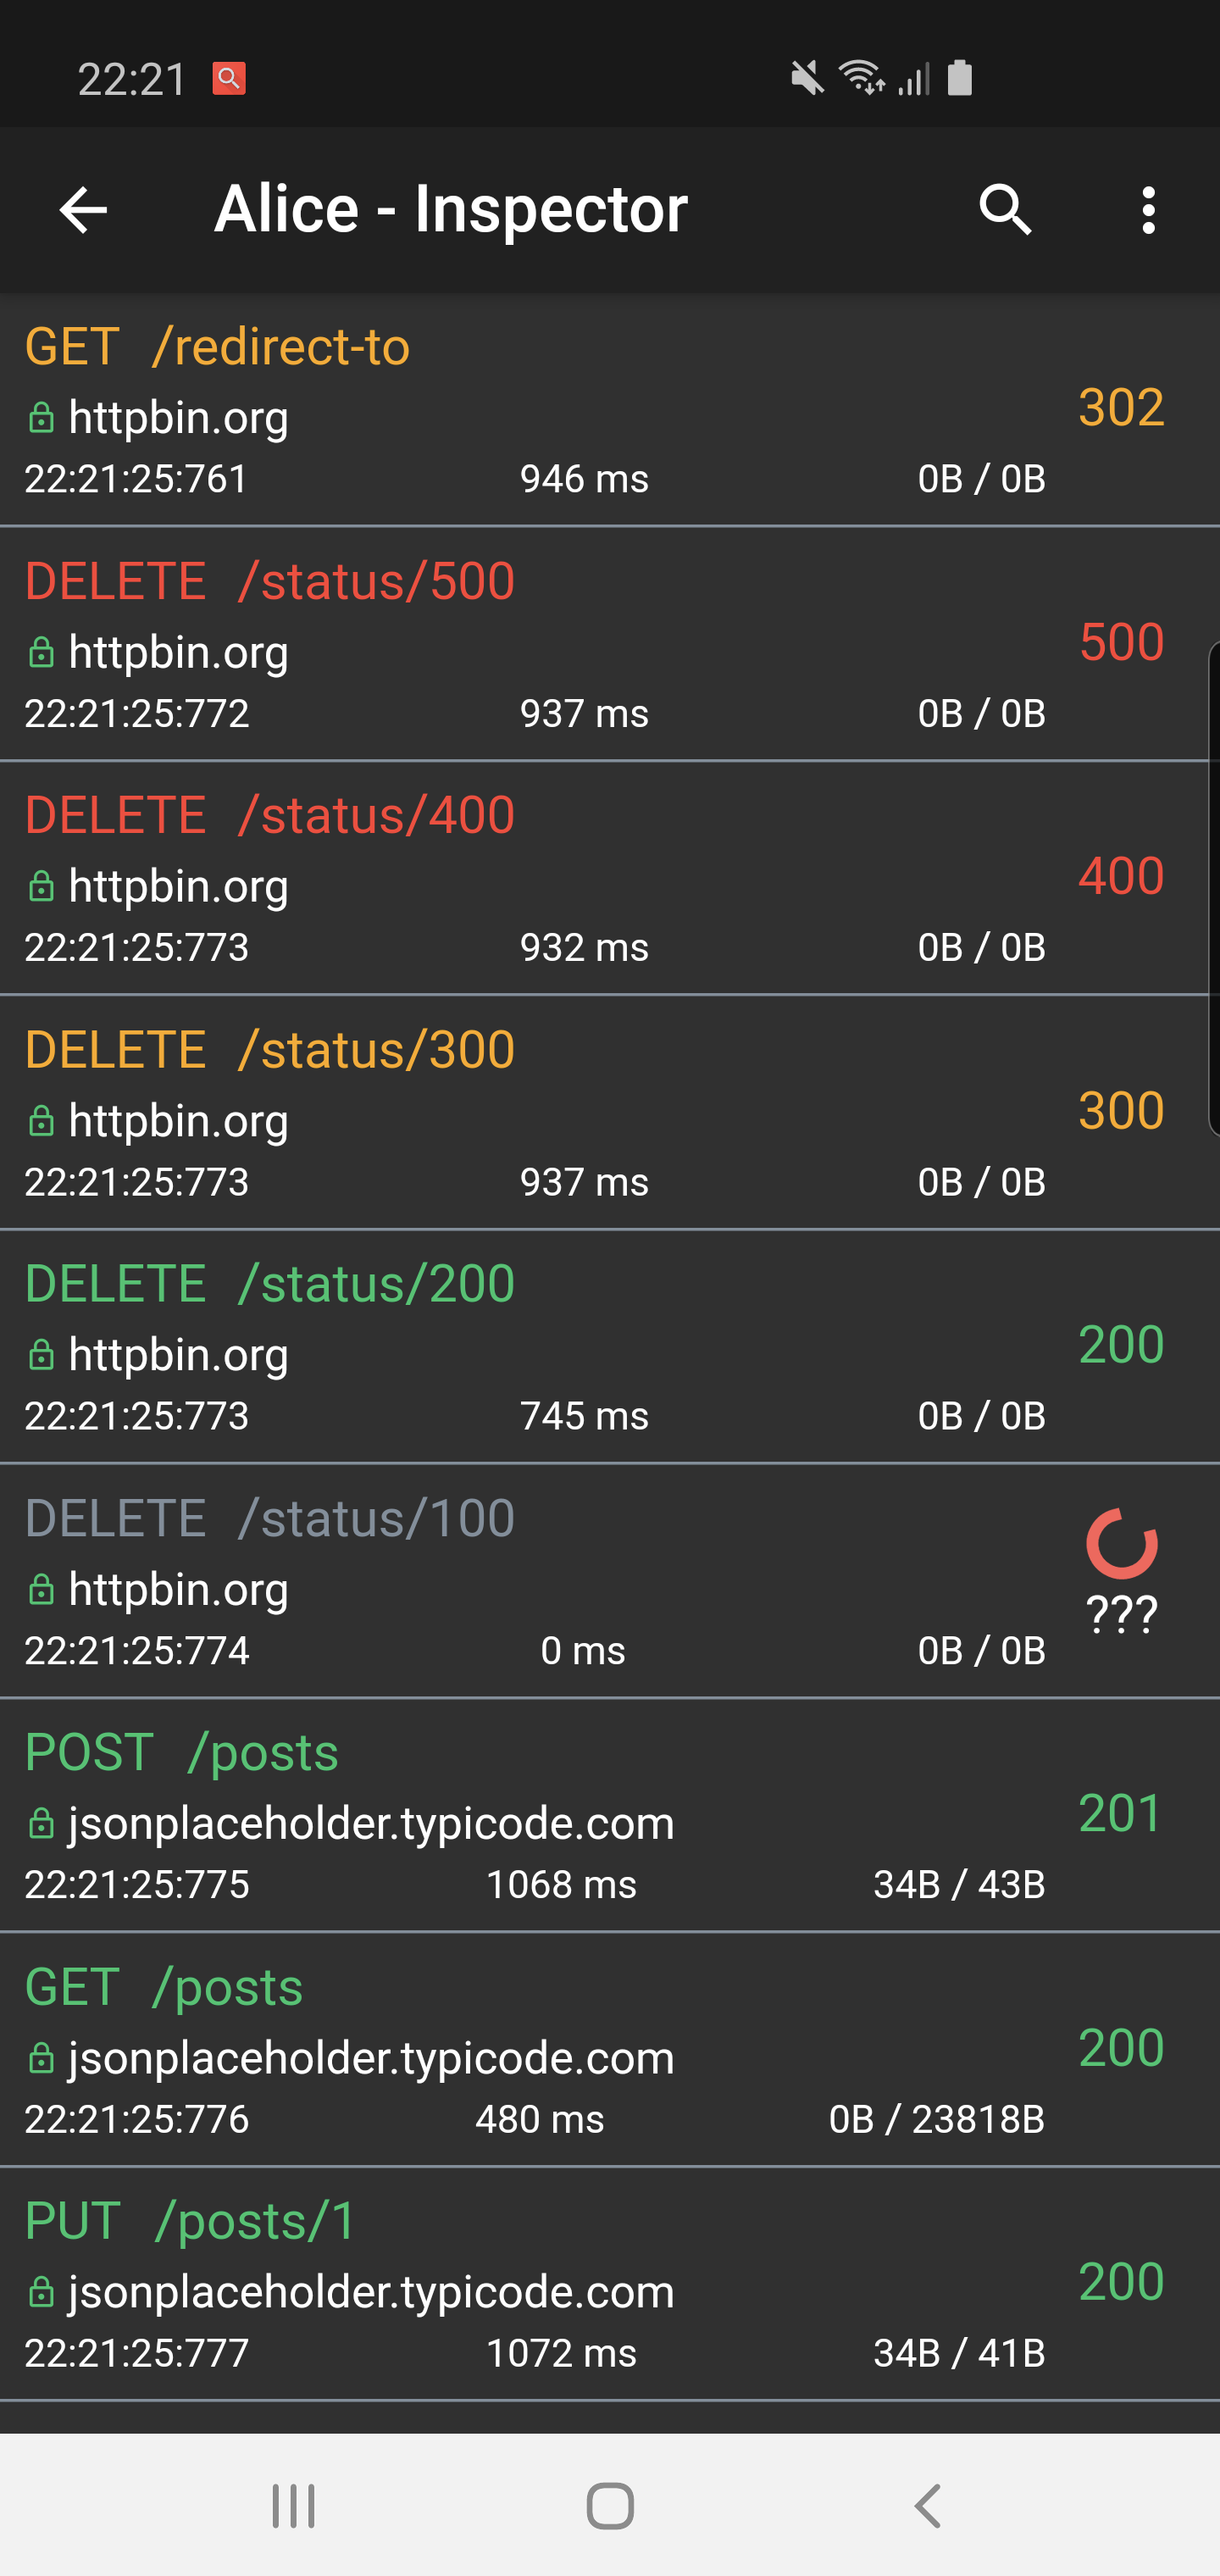 22:21
Alice - Inspector
GET /redirect-to
httpbin.org
302
22:21:25:761 946 ms 0B / 0B
DELETE /status/500
httpbin.org
500
22:21:25:772 937 ms 0B / 0B
DELETE /status/400
httpbin.org
400
22:21:25:773 932 ms 0B / 0B
DELETE /status/300
httpbin.org
300
22:21:25:773 937 ms 0B / 0B
DELETE /status/200
httpbin.org
200
22:21:25:773 745 ms 0B / 0B
DELETE /status/100
httpbin.org
???
22:21:25:774 0 ms 0B / 0B
POST /posts
jsonplaceholder.typicode.com
201
22:21:25:775 1068 ms 34B / 43B
GET /posts
jsonplaceholder.typicode.com
200
22:21:25:776 480 ms 0B / 23818B
PUT /posts/1
jsonplaceholder.typicode.com
200
22:21:25:777 1072 ms 34B / 41B